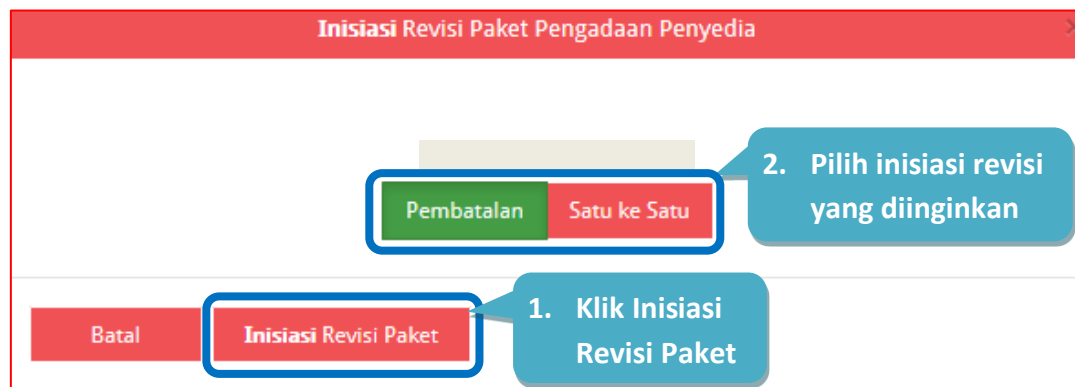 Inisiasi Revisi Paket Pengadaan Penyedia
2. Pilih inisiasi revisi
yang diinginkan
Pembatalan
Satu ke Satu
1. Klik Inisiasi
Revisi Paket
Batal
Inisiasi Revisi Paket